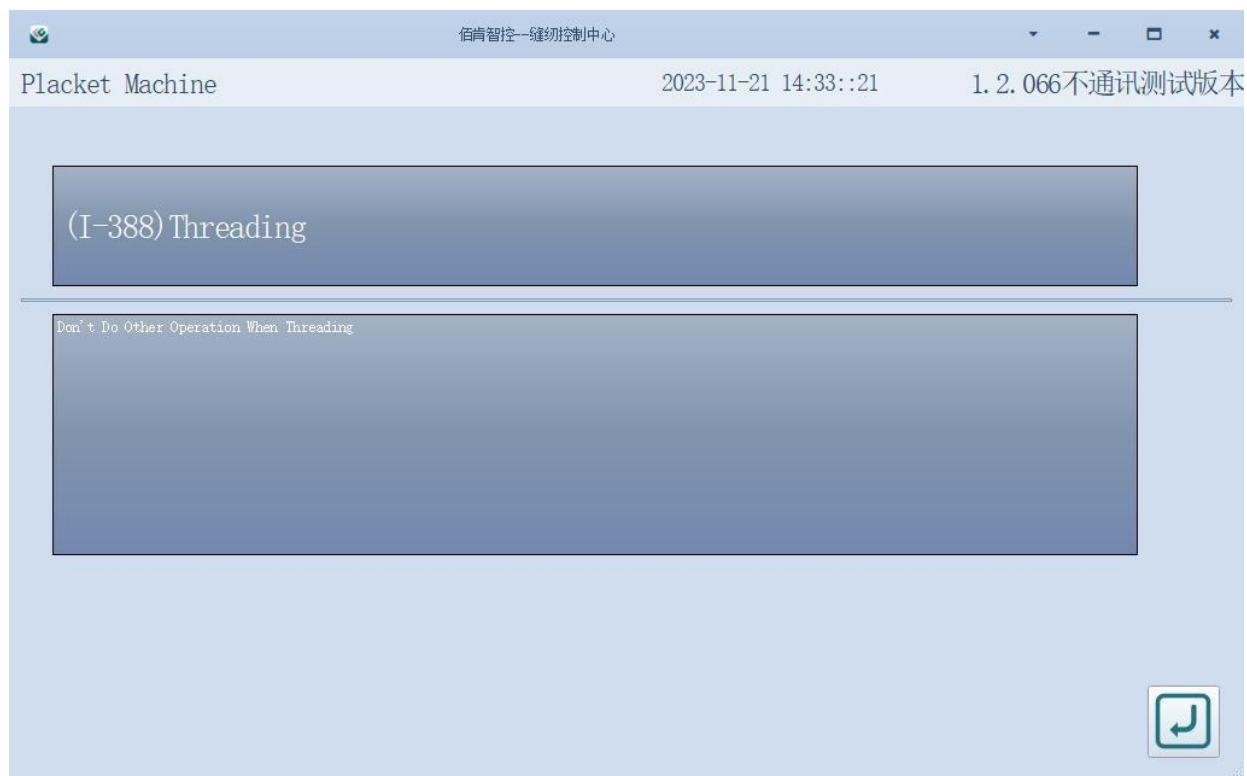 佰肯智控--缝纫控制中心
Placket Machine
2023-11-21 14:33::21
1.2.066不通讯测试版本
(I-388)Threading
Don't Do Other Operation When Threading